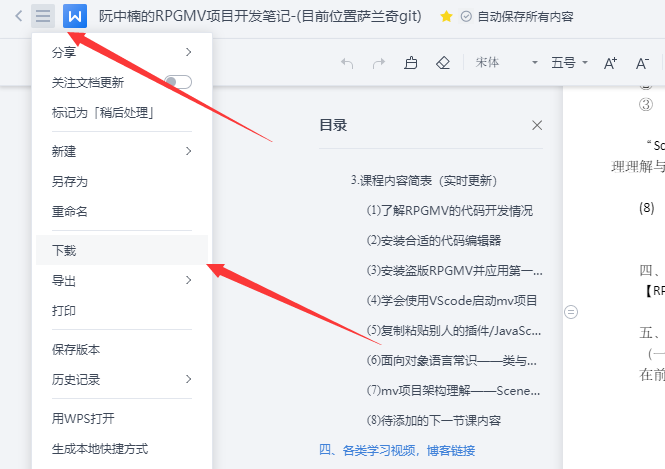 阮中楠的RPGMV项目开发笔记-(目前位置萨兰奇git)
自动保存所有内容
宋体
五号
A+
A-
分享
关注文档更新
标记为「稍后处理」
新建
另存为
重命名
下载
导出
打印
保存版本
历史记录
用WPS打开
生成本地快捷方式
目录
3.课程内容简表（实时更新）
(1)了解RPGMV的代码开发情况
(2)安装合适的代码编辑器
(3)安装盗版RPGMV并应用第一...
(4)学会使用VScode启动mv项目
(5)复制粘贴别人的插件/JavaSc...
(6)面向对象语言常识——类与...
(7)mv项目架构理解——Scene...
(8)待添加的下一节课内容
四、各类学习视频，博客链接
③
“Sc
理理解与
(8)
四、
【RP
五、
（一
在前